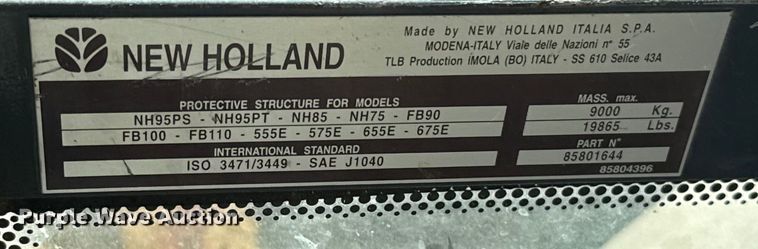 NEW HOLLAND
Made by NEW HOLLAND ITALIA S.P.A.
MODENA-ITALY Viale delle Nazioni n° 55
TLB Production IMOLA (BO) ITALY - SS 610 Selice 43A
PROTECTIVE STRUCTURE FOR MODELS
NH95PS - NH95PT - NH85 - NH75 - FB90
FB100 - FB110 - 555E - 575E - 655E - 675E
INTERNATIONAL STANDARD
ISO 3471/3449 - SAE J1040
MASS. max.
9000 Kg.
19865 Lbs.
PART N°
85801644
85804396
Purple Wave Auction